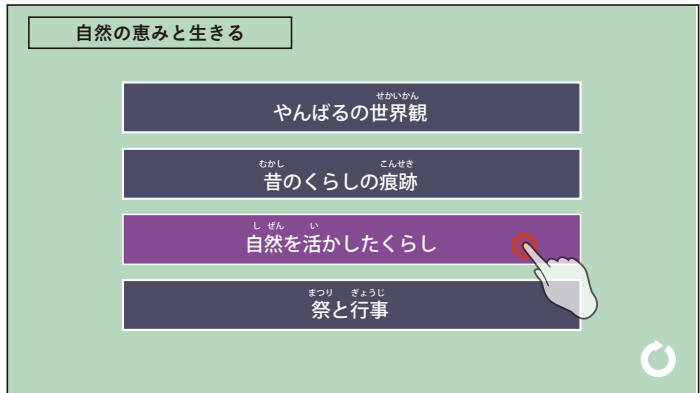 自然の恵みと生きる
せかいかん
やんばるの世界観
むかし こんせき
昔のくらしの痕跡
し ぜん い
自然を活かしたくらし
まつり ぎょうじ
祭と行事